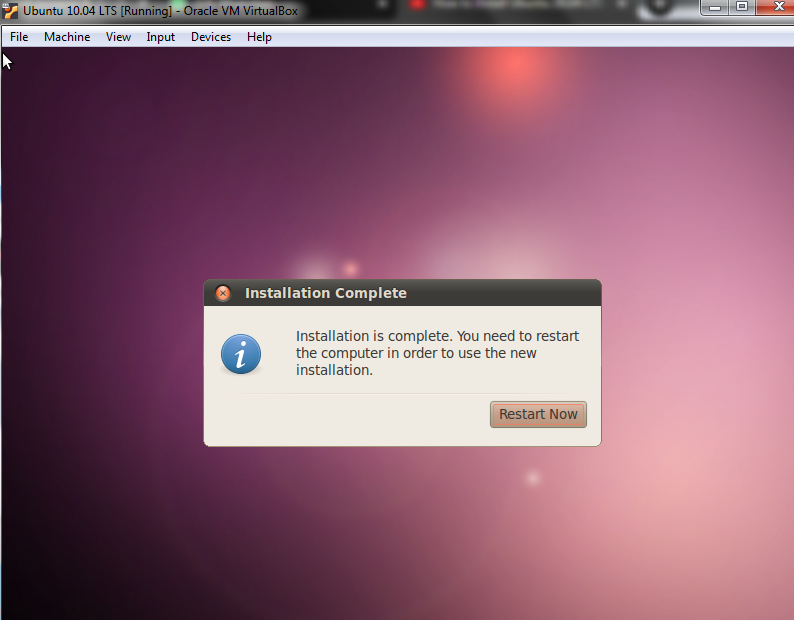 Ubuntu 10.04 LTS [Running] - Oracle VM VirtualBox
File Machine View Input Devices Help
Installation Complete
Installation is complete. You need to restart
the computer in order to use the new
installation.
Restart Now